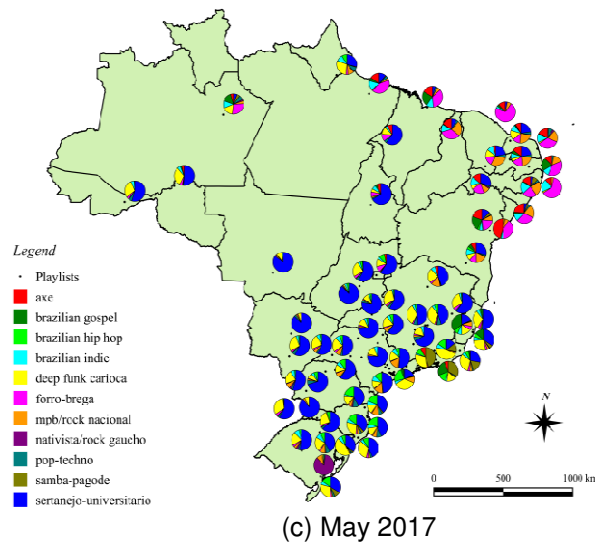 Legend
Playlists
axe
brazilian gospel
brazilian hip hop
brazilian indie
deep funk carioca
forro-brega
mpb/rock nacional
nativista/rock gaucho
pop-techno
samba-pagode
sertanejo-universitario
N
0 500 1000 km
(c) May 2017